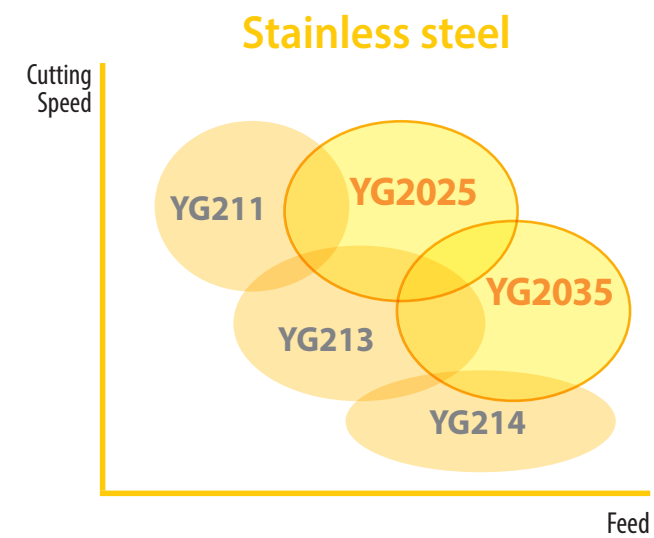 Stainless steel
Cutting
Speed
YG211
YG2025
YG2035
YG213
YG214
Feed